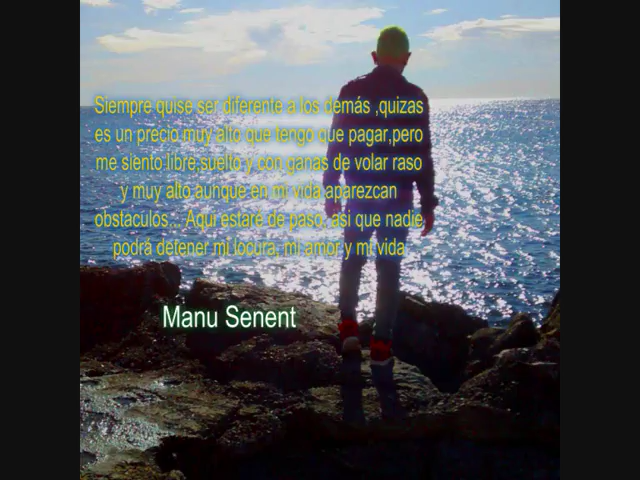 Siempre quise ser diferente a los demás ,quizas
es un precio muy alto que tengo que pagar,pero
me siento libre,suelto y con ganas de volar raso
y muy alto aunque en mi vida aparezcan
obstaculos... Aqui estaré de paso, asi que nadie
podrá detener mi locura, mi amor y mi vida
Manu Senent